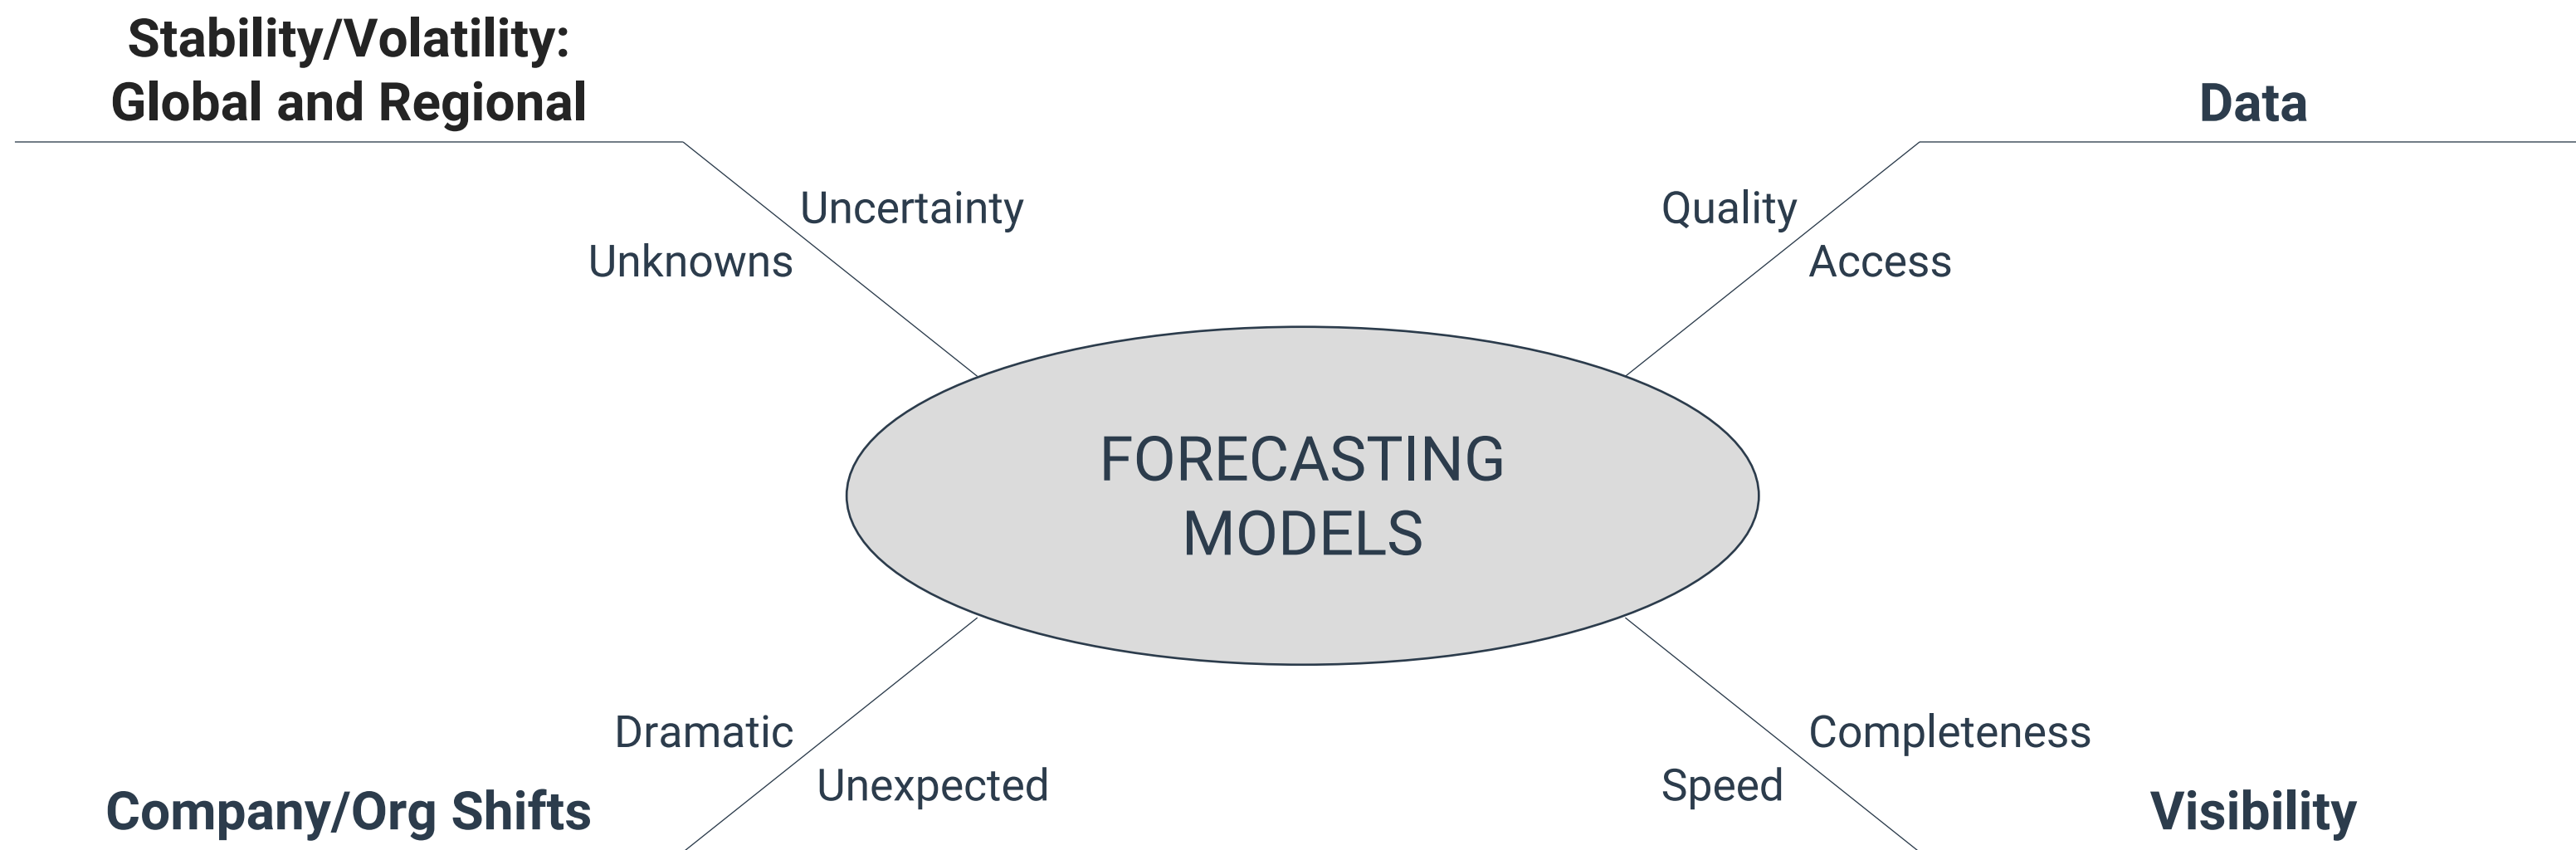 Stability/Volatility:
Global and Regional
Data
Uncertainty
Unknowns
Quality
Access
FORECASTING
MODELS
Dramatic
Unexpected
Company/Org Shifts
Completeness
Speed
Visibility